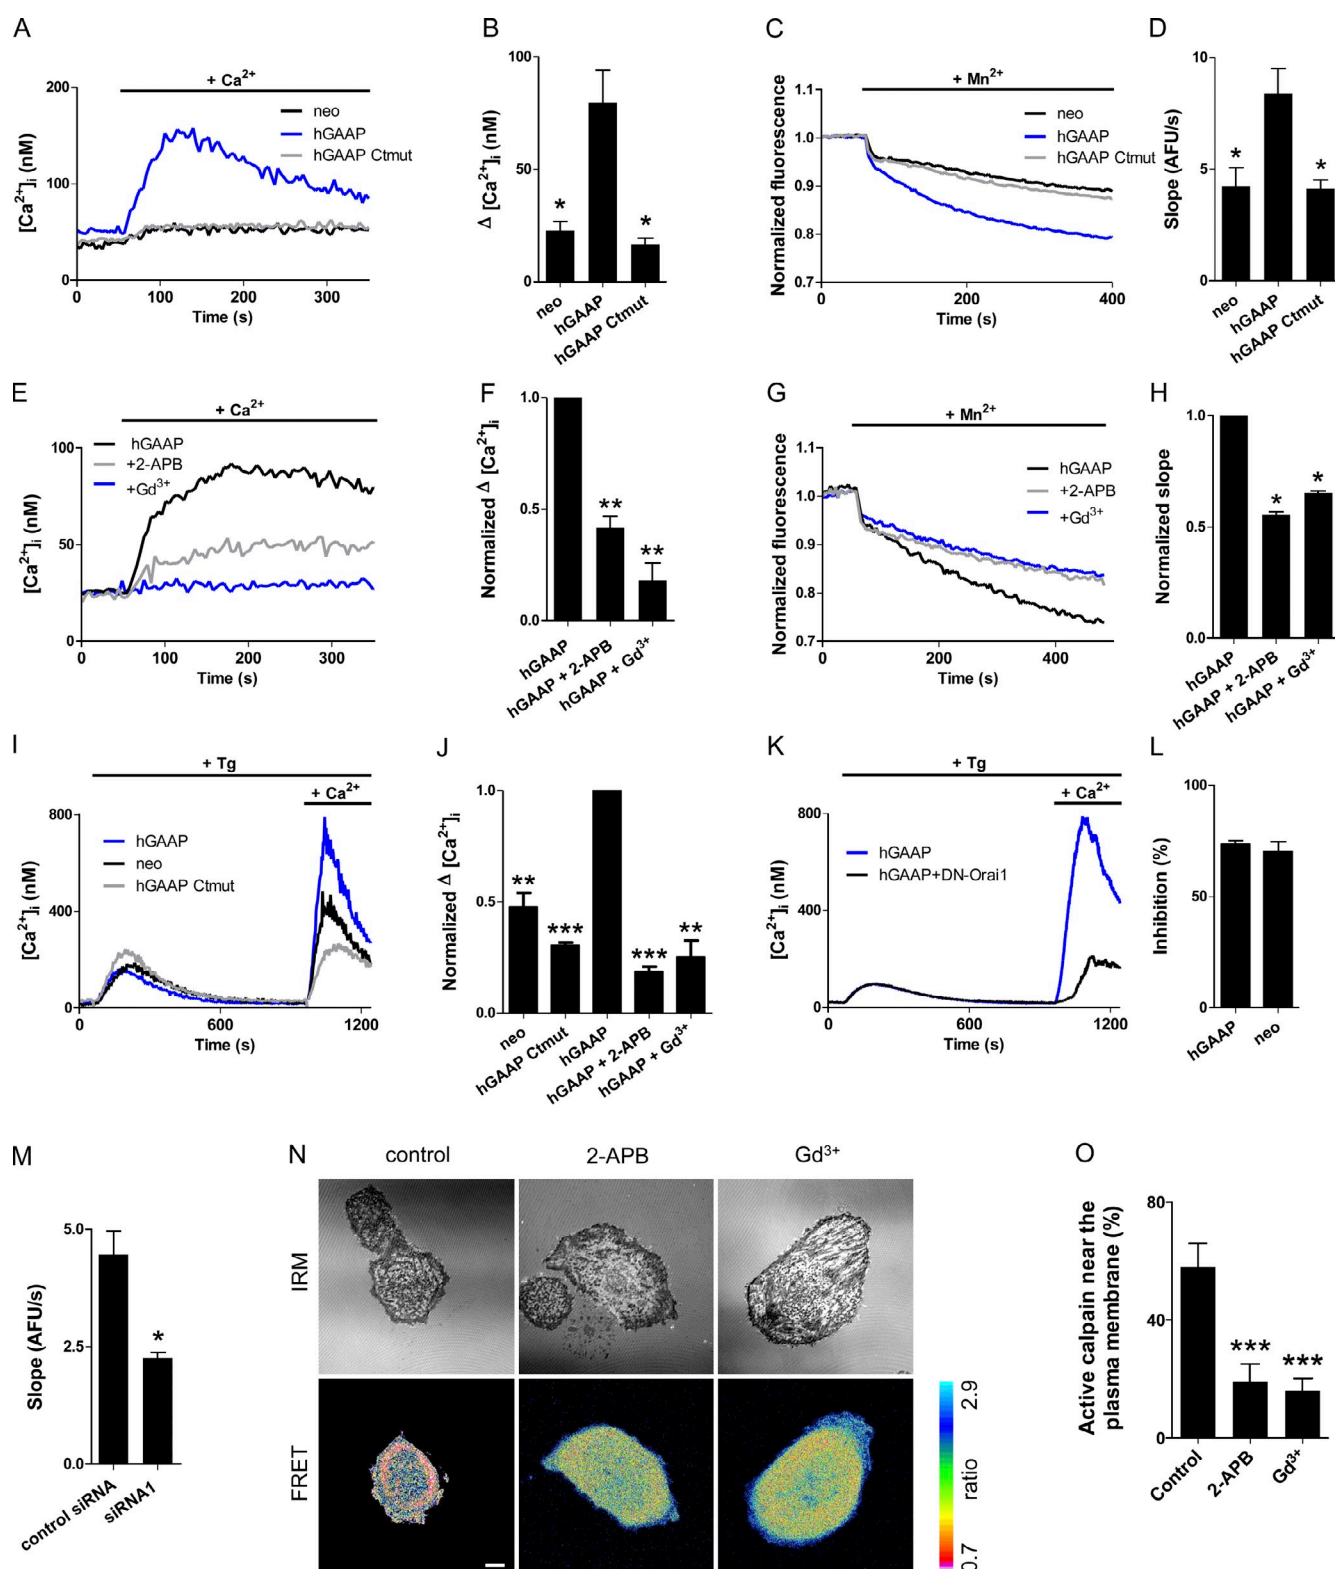 A
+ Ca²⁺
neo
hGAAP
hGAAP Ctmut
[Ca²⁺]ᵢ (nM)
200
100
0
0 100 200 300
Time (s)
B
Δ [Ca²⁺]ᵢ (nM)
100
50
0
* *
neo
hGAAP
hGAAP Ctmut
C
+ Mn²⁺
neo
hGAAP
hGAAP Ctmut
Normalized fluorescence
1.1
1.0
0.9
0.8
0.7
0 200 400
Time (s)
D
Slope (AFU/s)
10
5
0
* *
neo
hGAAP
hGAAP Ctmut
E
+ Ca²⁺
hGAAP
+2-APB
+Gd³⁺
[Ca²⁺]ᵢ (nM)
100
50
0
0 100 200 300
Time (s)
F
Normalized Δ [Ca²⁺]ᵢ
1.0
0.5
0.0
** **
hGAAP
hGAAP + 2-APB
hGAAP + Gd³⁺
G
+ Mn²⁺
hGAAP
+2-APB
+Gd³⁺
Normalized fluorescence
1.1
1.0
0.9
0.8
0.7
0 200 400
Time (s)
H
Normalized slope
1.0
0.5
0.0
* *
hGAAP
hGAAP + 2-APB
hGAAP + Gd³⁺
I
+ Tg
+ Ca²⁺
hGAAP
neo
hGAAP Ctmut
[Ca²⁺]ᵢ (nM)
800
400
0
0 600 1200
Time (s)
J
Normalized Δ [Ca²⁺]ᵢ
1.0
0.5
0.0
** *** *** **
neo
hGAAP Ctmut
hGAAP
hGAAP + 2-APB
hGAAP + Gd³⁺
K
+ Tg
+ Ca²⁺
hGAAP
hGAAP+DN-Orai1
[Ca²⁺]ᵢ (nM)
800
400
0
0 600 1200
Time (s)
L
Inhibition (%)
100
50
0
hGAAP
neo
M
Slope (AFU/s)
5.0
2.5
0.0
*
control siRNA
siRNA1
N
control 2-APB Gd³⁺
IRM
FRET
2.9
ratio
0.7
O
Active calpain near the
plasma membrane (%)
80
40
0
*** ***
Control
2-APB
Gd³⁺